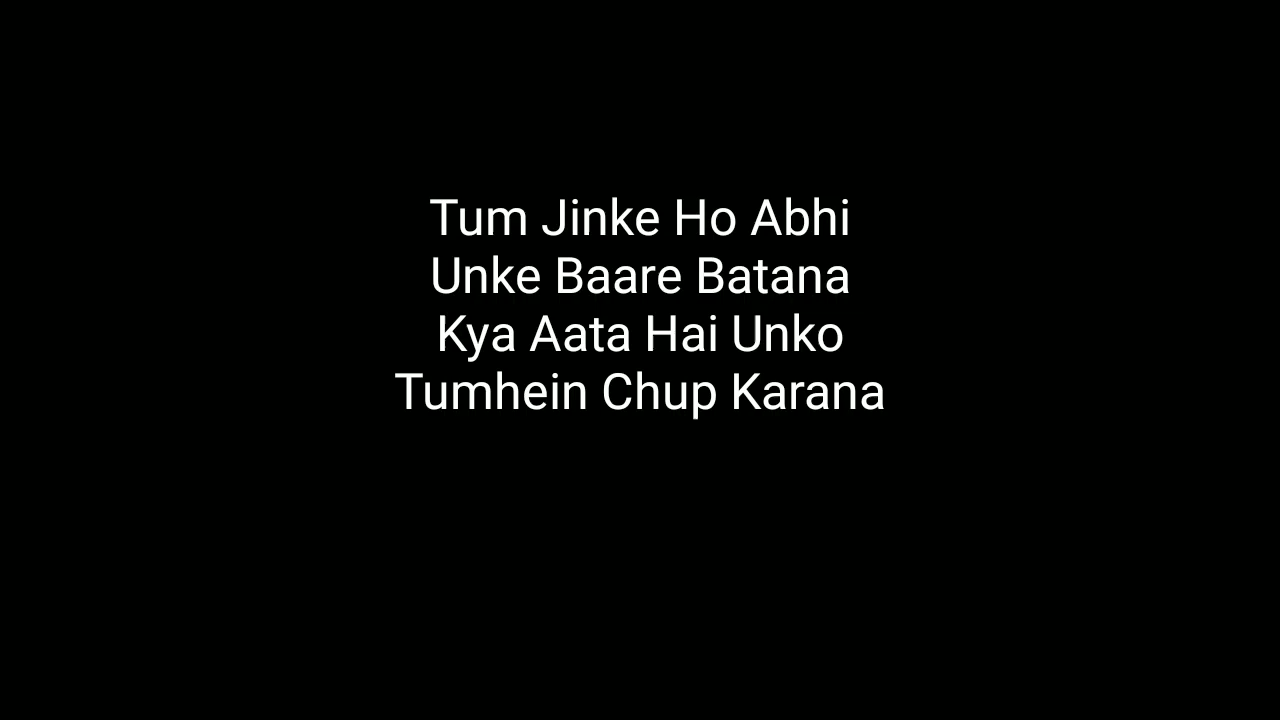 Tum Jinke Ho Abhi
Unke Baare Batana
Kya Aata Hai Unko
Tumhein Chup Karana